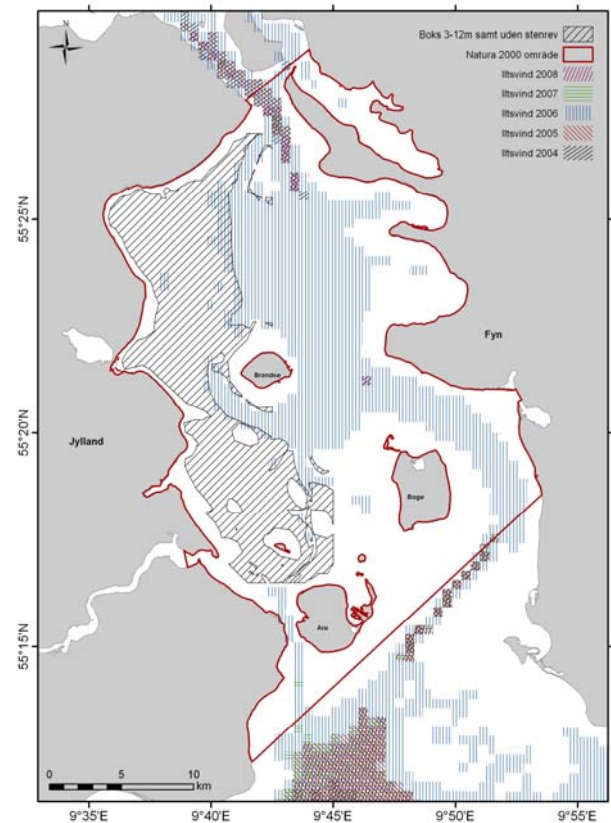 N
Boks 3-12m samt uden stenrev
Natura 2000 område
Iltsvind 2008
Iltsvind 2007
Iltsvind 2006
Iltsvind 2005
Iltsvind 2004
55°25'N
Fyn
Brandsø
55°20'N
Jylland
Bogø
Årø
55°15'N
0 5 10
km
9°35'E 9°40'E 9°45'E 9°50'E 9°55'E